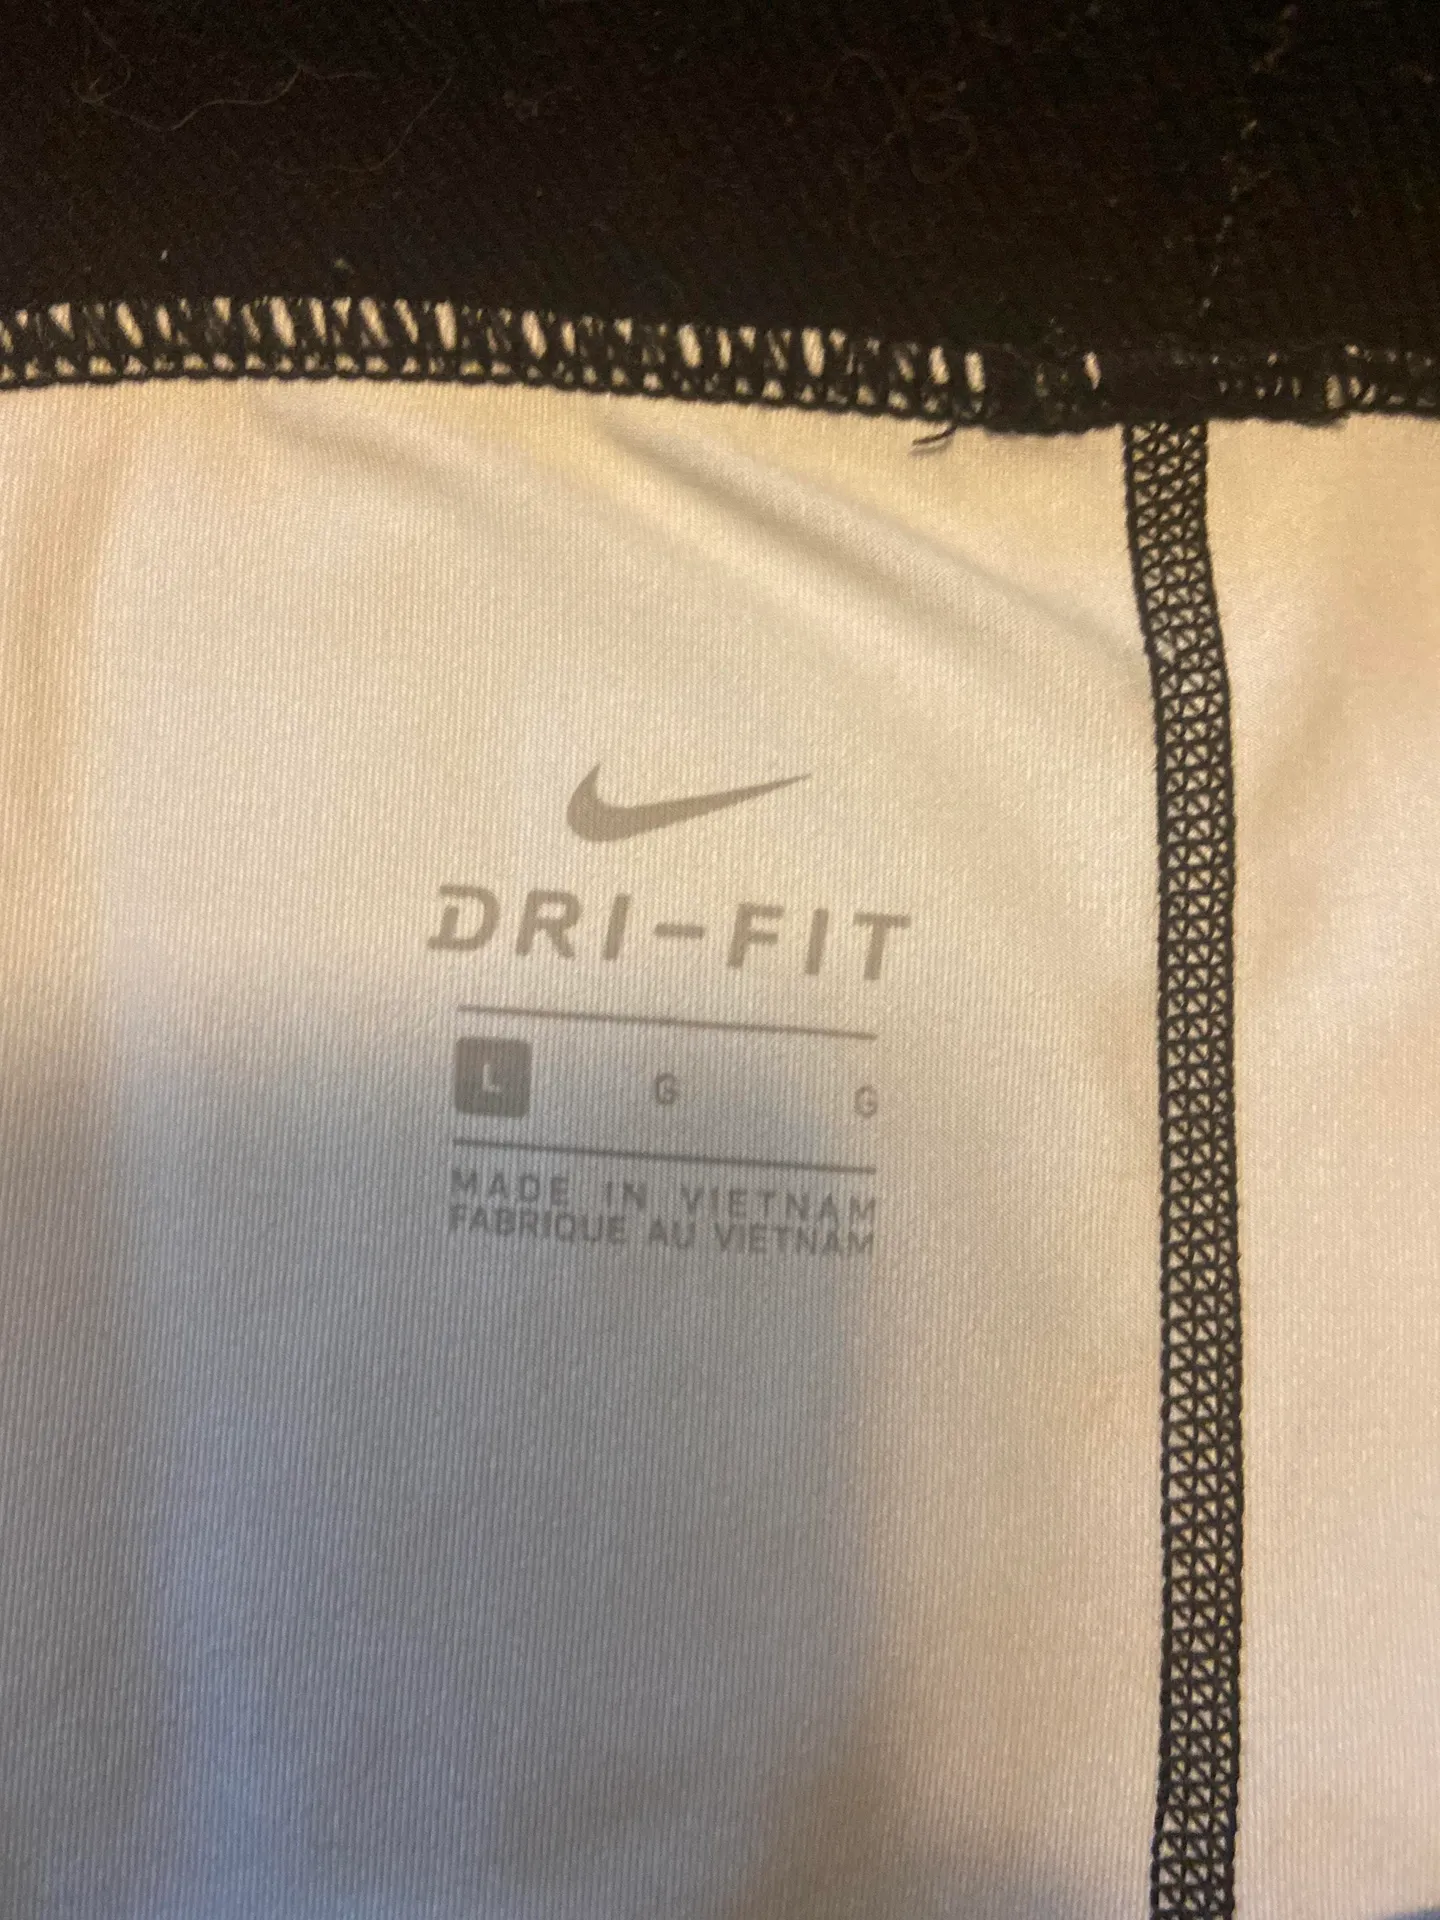 DRI-FIT
L G G
MADE IN VIETNAM
FABRIQUE AU VIETNAM